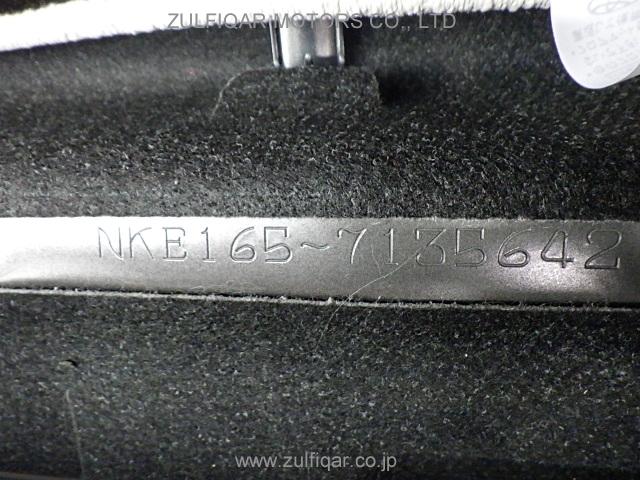 ZULFIQAR MOTORS CO., LTD.
NKE165-7135642
www.zulfiqar.co.jp